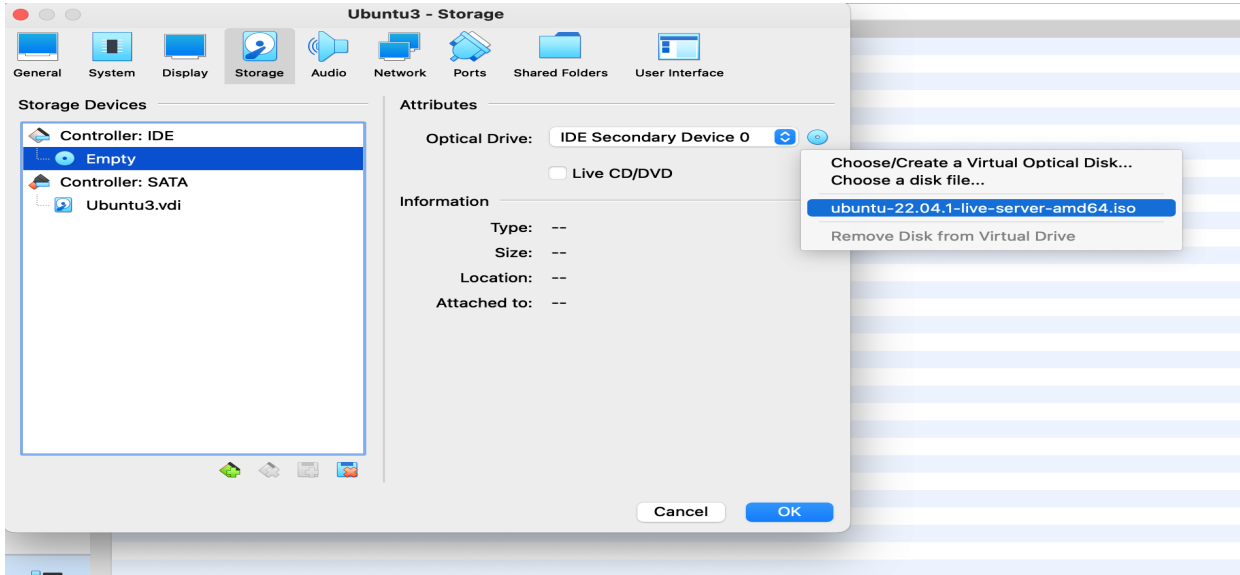 Ubuntu3 - Storage
General System Display Storage Audio Network Ports Shared Folders User Interface
Storage Devices
Controller: IDE
Empty
Controller: SATA
Ubuntu3.vdi
Attributes
Optical Drive: IDE Secondary Device 0
Live CD/DVD
Information
Type: --
Size: --
Location: --
Attached to: --
Choose/Create a Virtual Optical Disk...
Choose a disk file...
ubuntu-22.04.1-live-server-amd64.iso
Remove Disk from Virtual Drive
Cancel OK